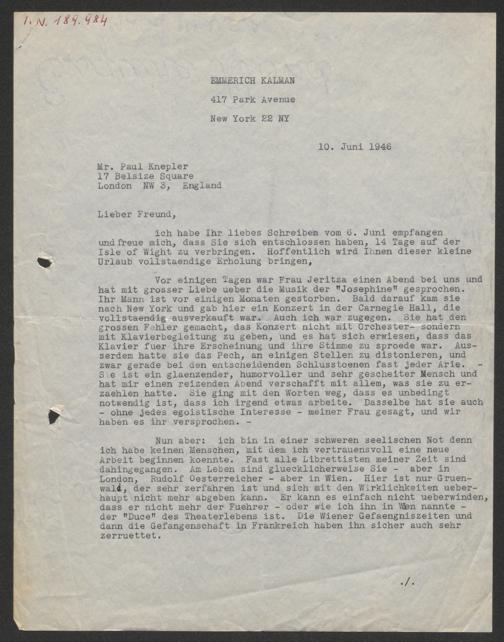 I. N. 189.984
EMMERICH KALMAN
417 Park Avenue
New York 22 NY
10. Juni 1946
Mr. Paul Knepler
17 Belsize Square
London NW 3, England
Lieber Freund,
ich habe Ihr liebes Schreiben vom 6. Juni empfangen
und freue mich, dass Sie sich entschlossen haben, 14 Tage auf der
Isle of Wight zu verbringen. Hoffentlich wird Ihnen dieser kleine
Urlaub vollstaendige Erholung bringen,
Vor einigen Tagen war Frau Jeritza einen Abend bei uns und
hat mit grosser Liebe ueber die Musik der "Josephine" gesprochen.
Ihr Mann ist vor einigen Monaten gestorben. Bald darauf kam sie
nach New York und gab hier ein Konzert in der Carnegie Hall, die
vollstaendig ausverkauft war. Auch ich war zugegen. Sie hat den
grossen Fehler gemacht, das Konzert nicht mit Orchester- sondern
mit Klavierbegleitung zu geben, und es hat sich erwiesen, dass das
Klavier fuer ihre Erscheinung und ihre Stimme zu sproede war. Aus-
serdem hatte sie das Pech, an einigen Stellen zu distonieren, und
zwar gerade bei den entscheidenden Schlusstoenen fast jeder Arie. -
Sie ist ein glaenzender, humorvoller und sehr gescheiter Mensch und
hat mir einen reizenden Abend verschafft mit allem, was sie zu er-
zaehlen hatte. Sie ging mit den Worten weg, dass es unbedingt
notwendig ist, dass ich irgend etwas arbeite. Dasselbe hat sie auch
- ohne jedes egoistische Interesse - meiner Frau gesagt, und wir
haben es ihr versprochen. -
Nun aber: ich bin in einer schweren seelischen Not denn
ich habe keinen Menschen, mit dem ich vertrauensvoll eine neue
Arbeit beginnen koennte. Fast alle Librettisten meiner Zeit sind
dahingegangen. Am Leben sind gluecklicherweise Sie - aber in
London, Rudolf Oesterreicher - aber in Wien. Hier ist nur Gruen-
wald, der sehr zerfahren ist und sich mit den Wirklichkeiten ueber-
haupt nicht mehr abgeben kann. Er kann es einfach nicht ueberwinden,
dass er nicht mehr der Fuehrer - oder wie ich ihn in Wien nannte -
der "Duce" des Theaterlebens ist. Die Wiener Gefaengniszeiten und
dann die Gefangenschaft in Frankreich haben ihn sicher auch sehr
zerruettet.
./.